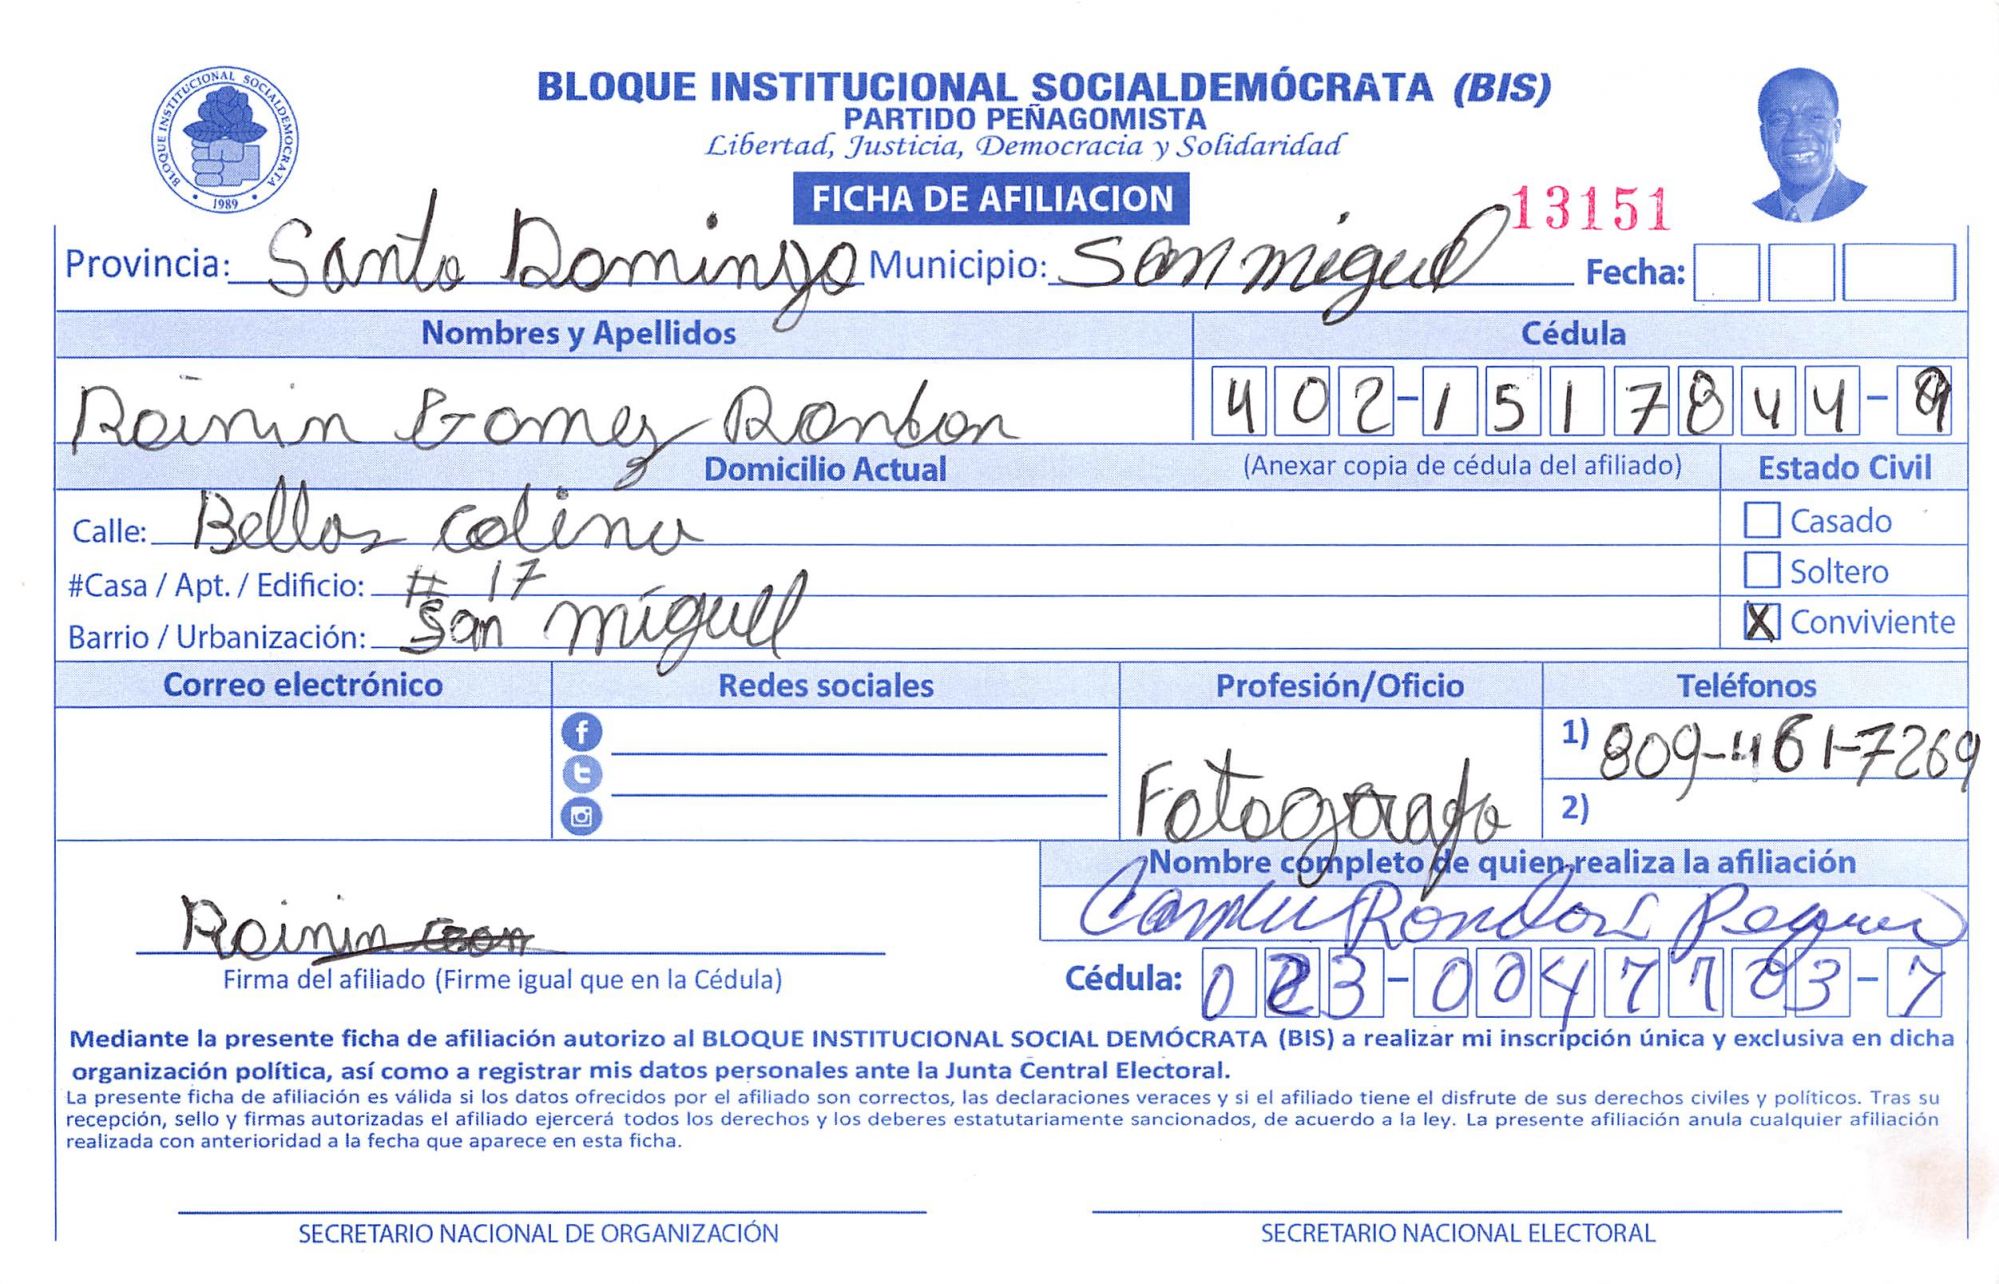 BLOQUE INSTITUCIONAL SOCIALDEMOCRATA
1989
BLOQUE INSTITUCIONAL SOCIALDEMÓCRATA (BIS)
PARTIDO PEÑAGOMISTA
Libertad, Justicia, Democracia y Solidaridad
FICHA DE AFILIACION
13151
Provincia: Santo Domingo Municipio: San miguel Fecha:
Nombres y Apellidos Cédula
Roinin Gomez Rondon 402-1517844-9
Domicilio Actual (Anexar copia de cédula del afiliado) Estado Civil
Calle: Bellas Colina Casado
#Casa / Apt. / Edificio: # 17 Soltero
Barrio / Urbanización: San miguell X Conviviente
Correo electrónico Redes sociales Profesión/Oficio Teléfonos
1) 809-461-7269
Fotografo 2)
Nombre completo de quien realiza la afiliación
Roinin Rondon
Firma del afiliado (Firme igual que en la Cédula) Cédula: 023-0047703-7
Mediante la presente ficha de afiliación autorizo al BLOQUE INSTITUCIONAL SOCIAL DEMÓCRATA (BIS) a realizar mi inscripción única y exclusiva en dicha
organización política, así como a registrar mis datos personales ante la Junta Central Electoral.
La presente ficha de afiliación es válida si los datos ofrecidos por el afiliado son correctos, las declaraciones veraces y si el afiliado tiene el disfrute de sus derechos civiles y políticos. Tras su
recepción, sello y firmas autorizadas el afiliado ejercerá todos los derechos y los deberes estatutariamente sancionados, de acuerdo a la ley. La presente afiliación anula cualquier afiliación
realizada con anterioridad a la fecha que aparece en esta ficha.
SECRETARIO NACIONAL DE ORGANIZACIÓN SECRETARIO NACIONAL ELECTORAL